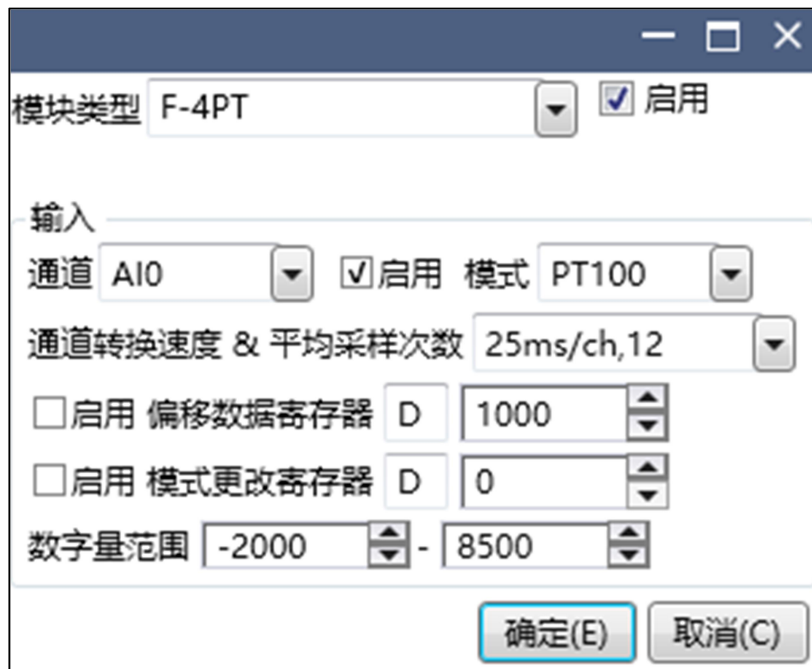 模块类型 F-4PT 启用
输入
通道 AI0 启用 模式 PT100
通道转换速度 & 平均采样次数 25ms/ch,12
启用 偏移数据寄存器 D 1000
启用 模式更改寄存器 D 0
数字量范围 -2000 - 8500
确定(E) 取消(C)